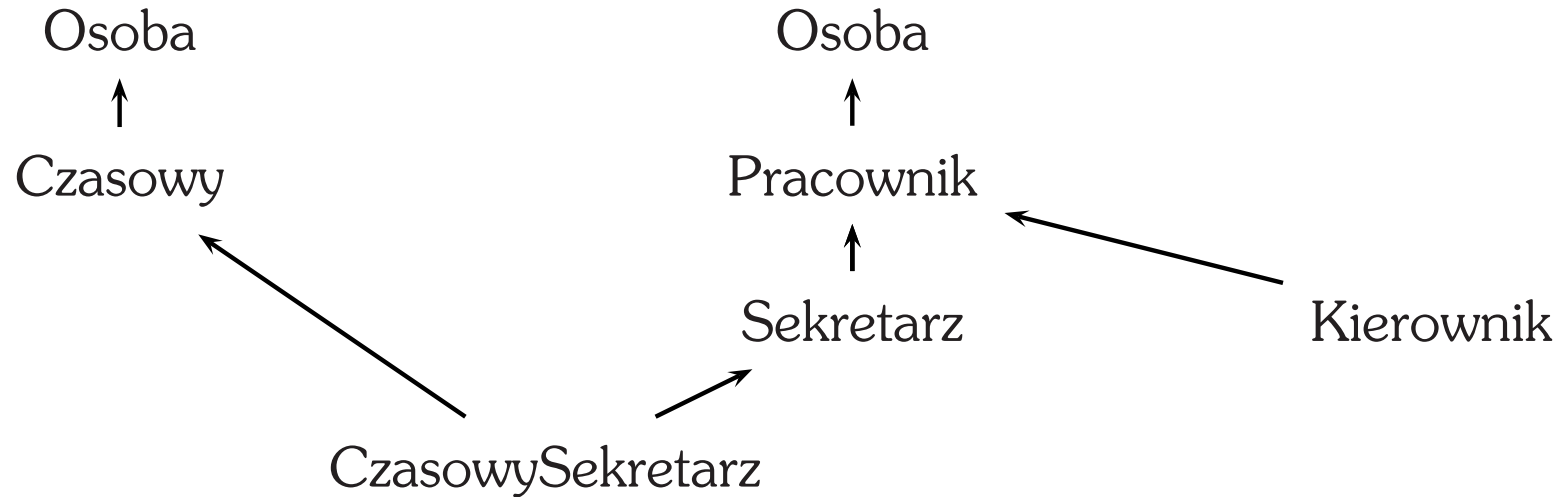 Osoba Osoba
Czasowy Pracownik
Sekretarz Kierownik
CzasowySekretarz